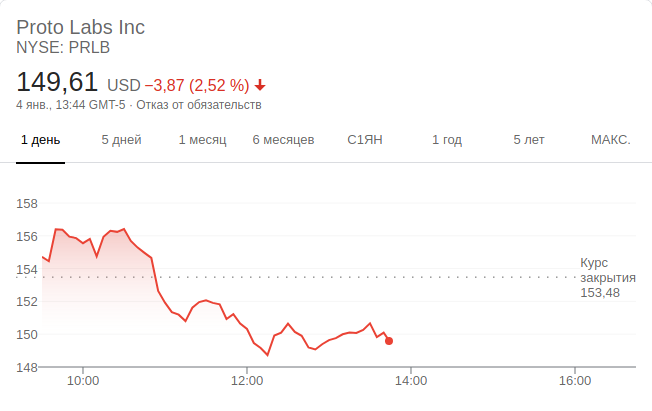 Proto Labs Inc
NYSE: PRLB
149,61 USD −3,87 (2,52 %)
4 янв., 13:44 GMT-5 · Отказ от обязательств
1 день 5 дней 1 месяц 6 месяцев С1ЯН 1 год 5 лет МАКС.
158
156
154
152
150
148
Курс
закрытия
153,48
10:00 12:00 14:00 16:00